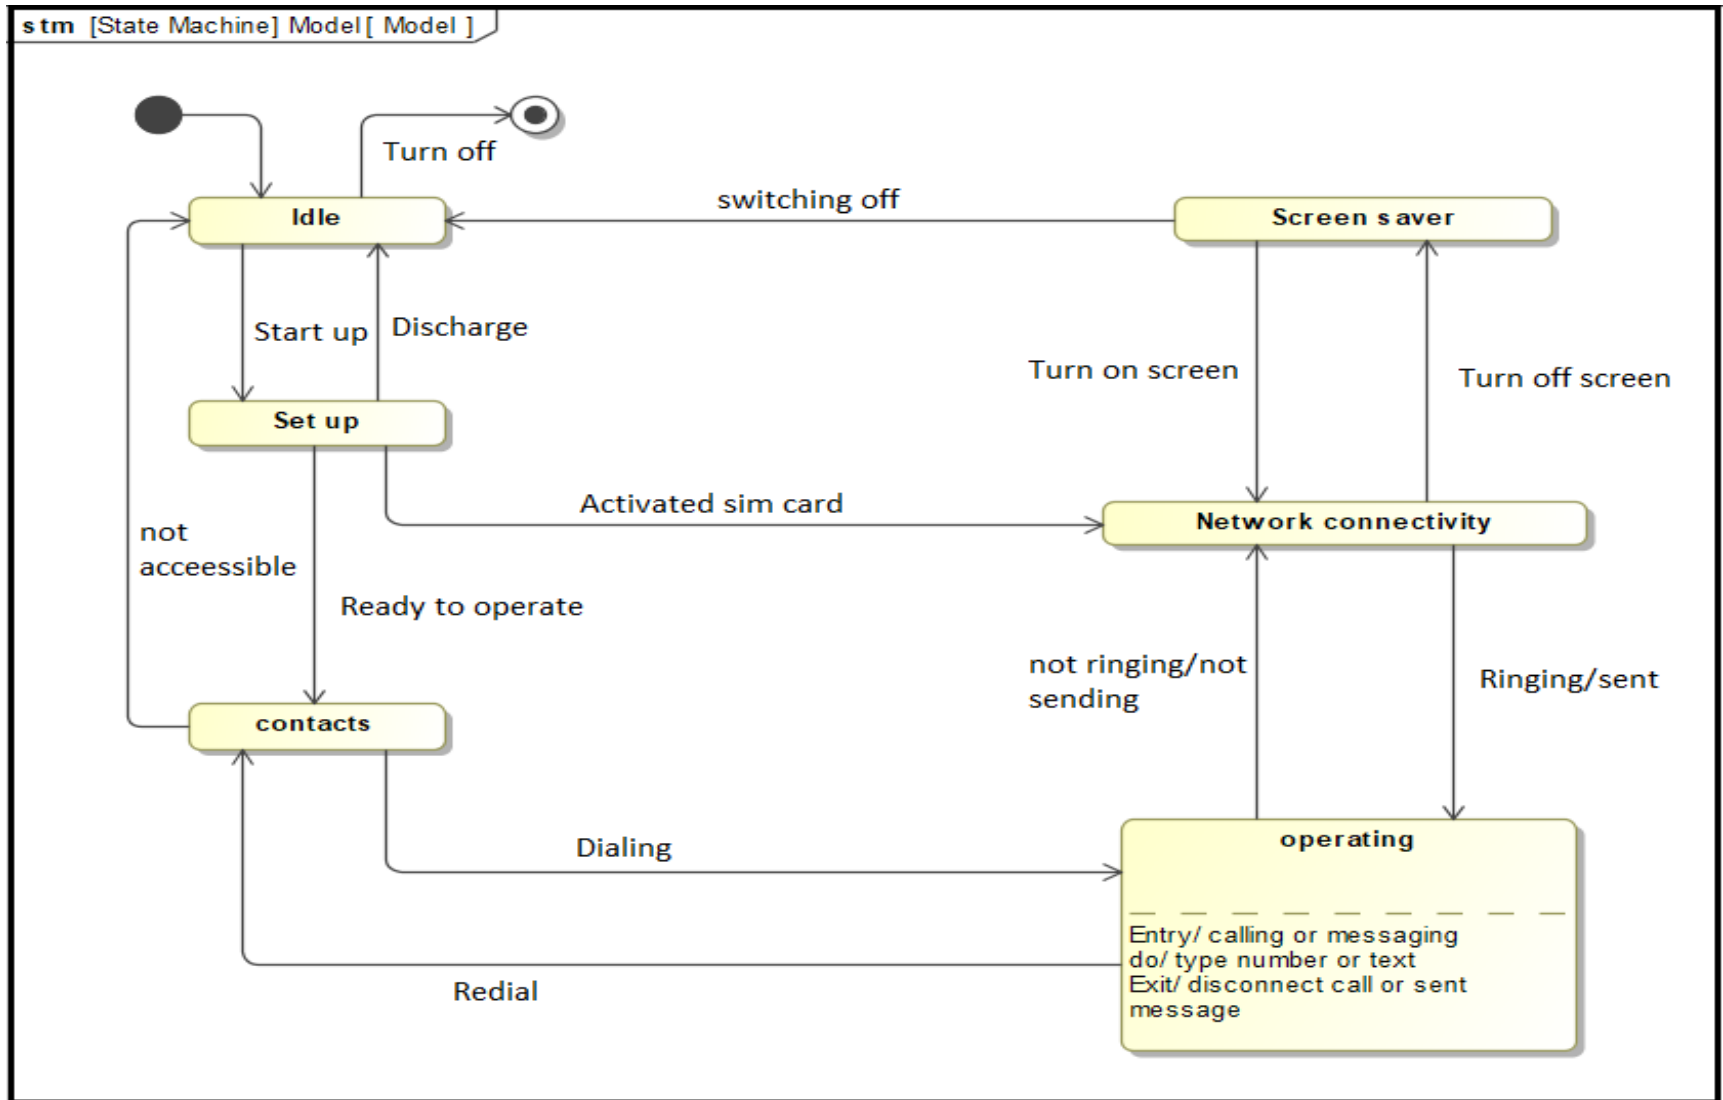 stm [State Machine] Model[ Model ]
Turn off
switching off
Idle
Screen saver
Start up
Discharge
Turn on screen
Turn off screen
Set up
Activated sim card
Network connectivity
not
acceessible
Ready to operate
not ringing/not
sending
Ringing/sent
contacts
Dialing
operating
Entry/ calling or messaging
do/ type number or text
Exit/ disconnect call or sent
message
Redial